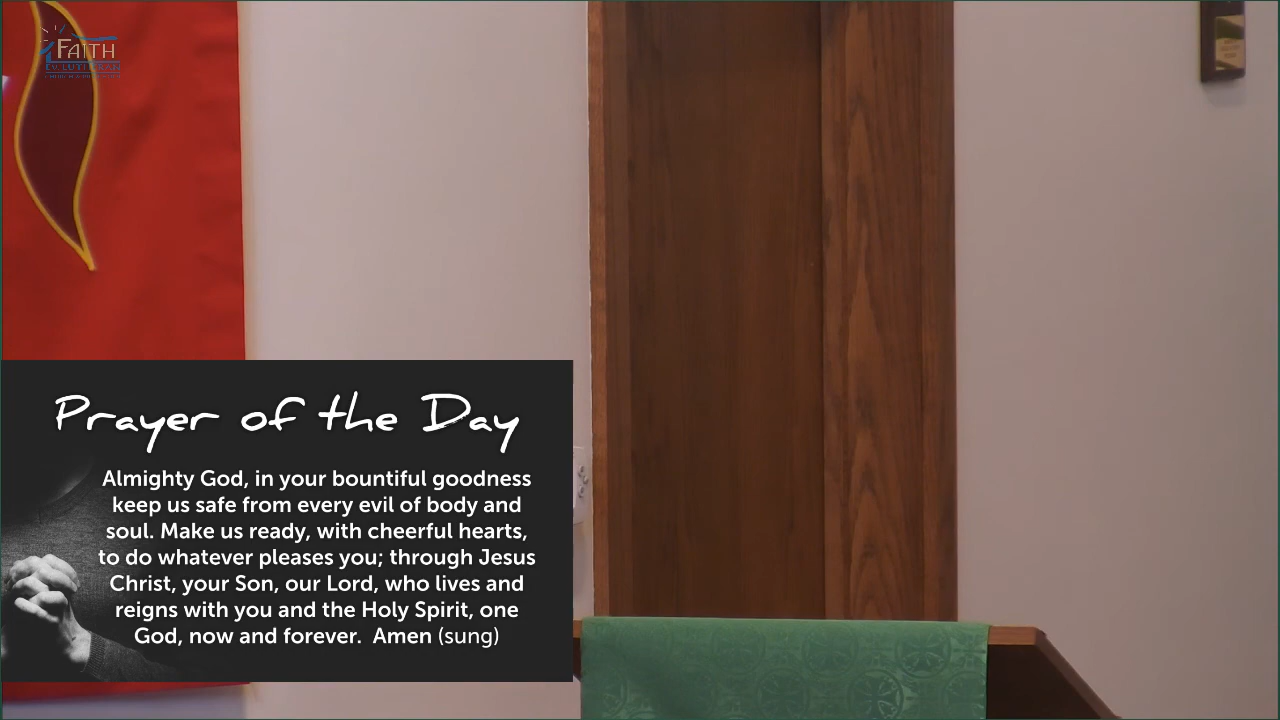 FAITH
EV. LUTHERAN
Prayer of the Day
Almighty God, in your bountiful goodness
keep us safe from every evil of body and
soul. Make us ready, with cheerful hearts,
to do whatever pleases you; through Jesus
Christ, your Son, our Lord, who lives and
reigns with you and the Holy Spirit, one
God, now and forever.  Amen (sung)